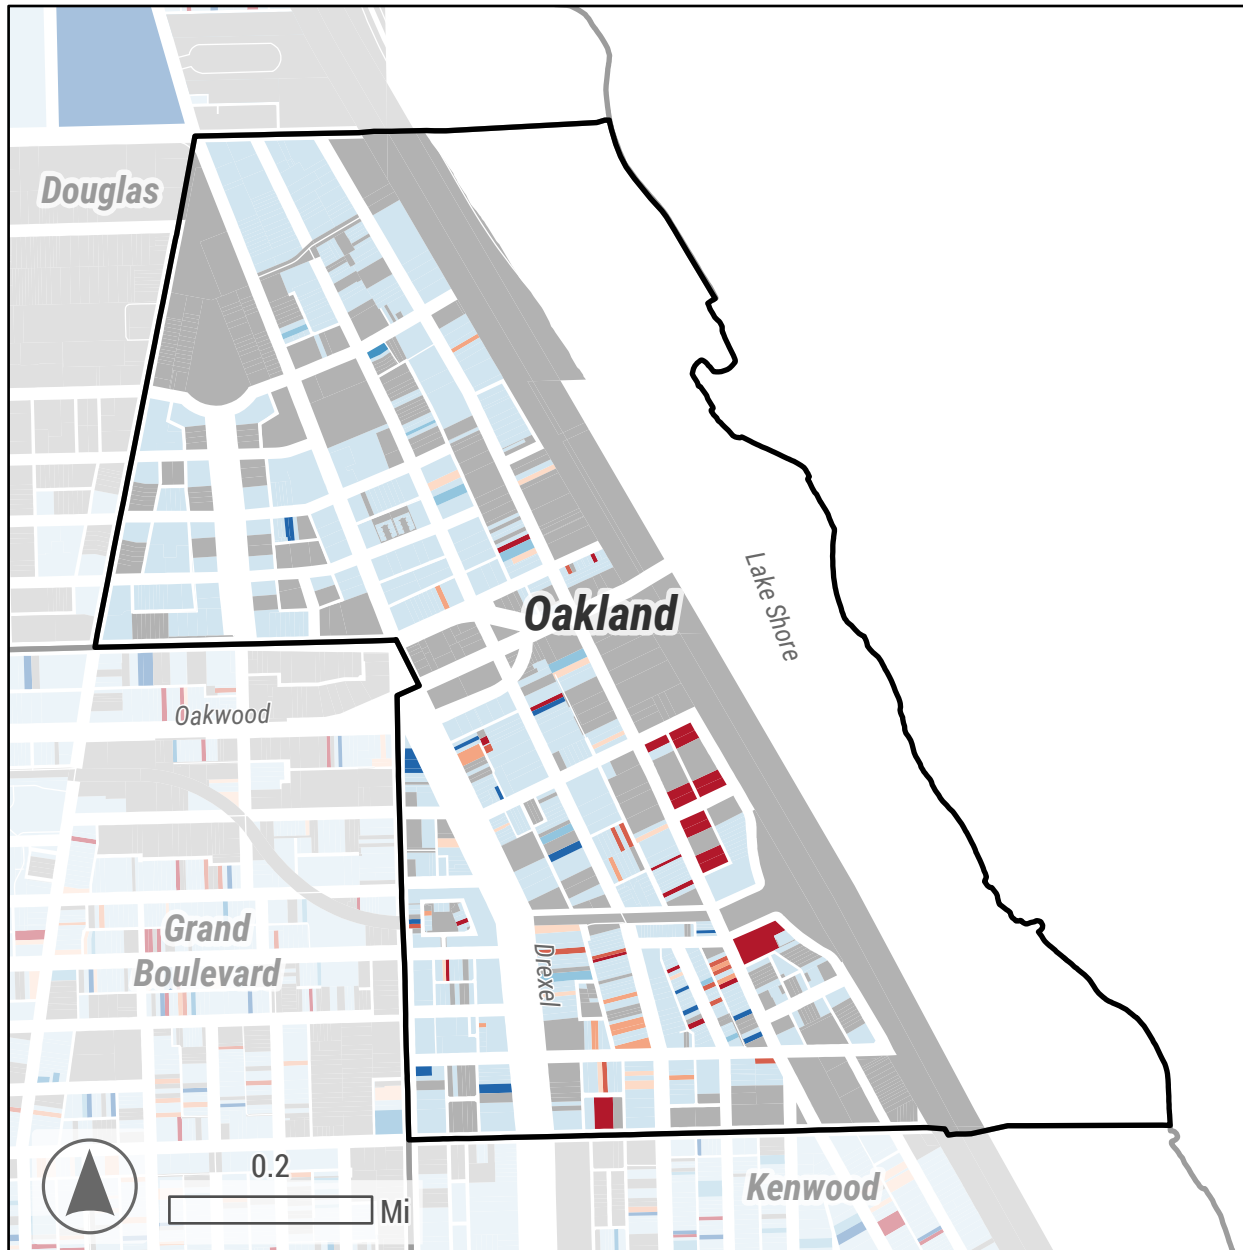 Douglas
Oakland
Lake Shore
Oakwood
Grand
Boulevard
Drexel
0.2
Mi
Kenwood